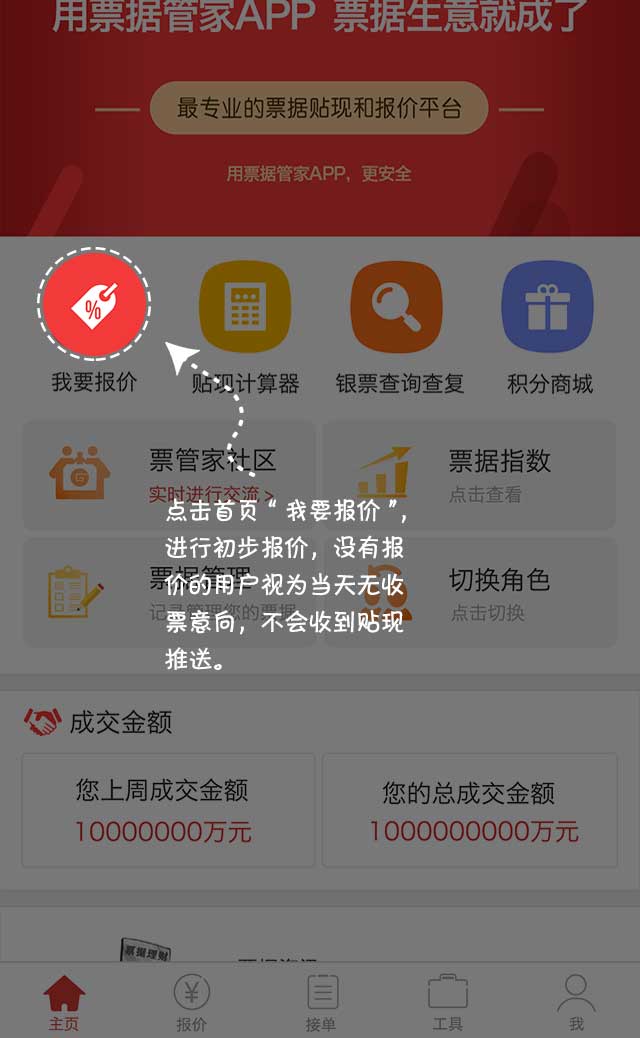 用票据管家APP 票据生意就成了
最专业的票据贴现和报价平台
用票据管家APP，更安全
%
我要报价
贴现计算器
银票查询查复
积分商城
票管家社区
实时进行交流 >
票据指数
点击查看
点击首页“我要报价”，
进行初步报价，没有报
价的用户视为当天无收
票意向，不会收到贴现
推送。
票据管理
记录管理您的票据
切换角色
点击切换
成交金额
您上周成交金额
10000000万元
您的总成交金额
1000000000万元
票据理财
主页
¥
报价
接单
工具
我